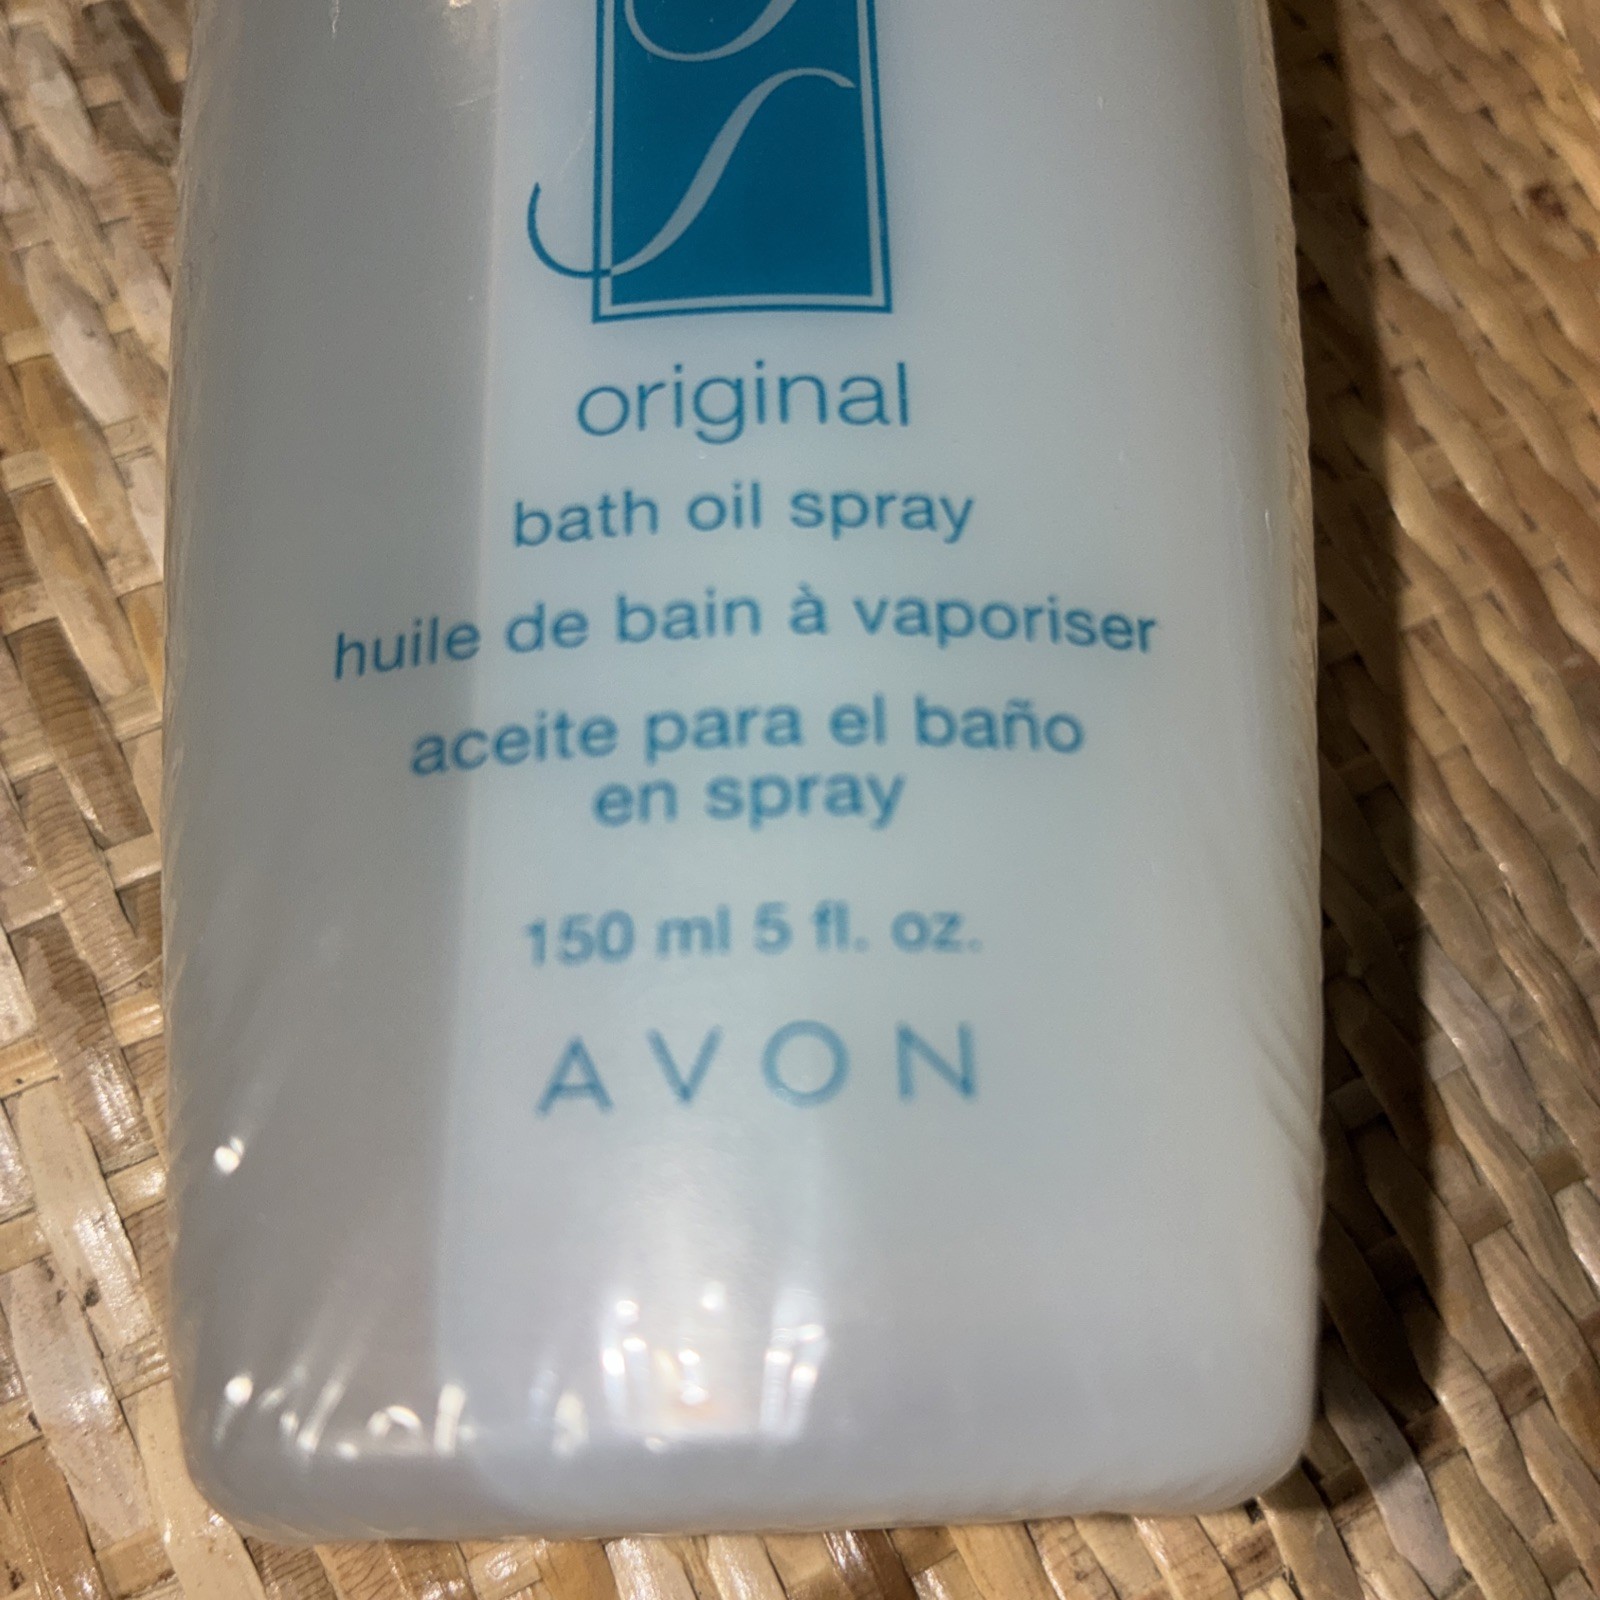 original
bath oil spray
huile de bain à vaporiser
aceite para el baño
en spray
150 ml 5 fl. oz.
AVON